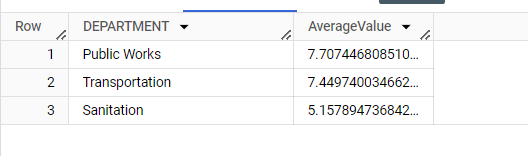 Row DEPARTMENT AverageValue
1 Public Works 7.707446808510...
2 Transportation 7.449740034662...
3 Sanitation 5.157894736842...